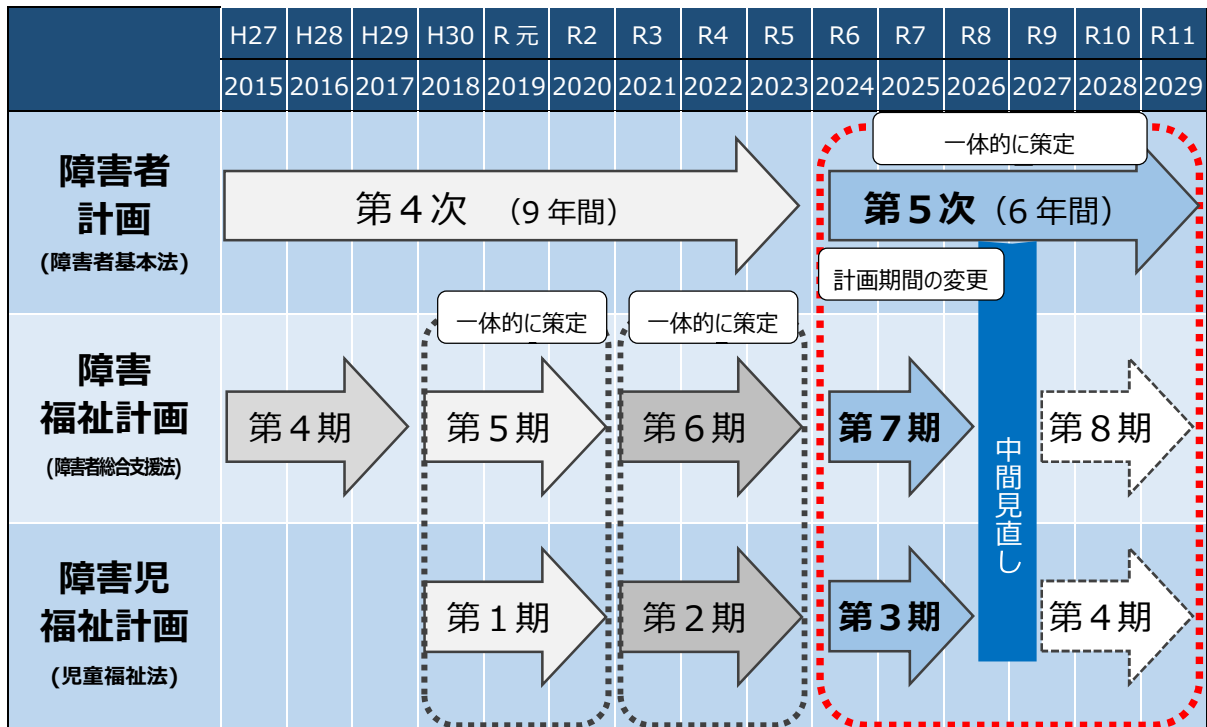 H27 H28 H29 H30 R元 R2 R3 R4 R5 R6 R7 R8 R9 R10 R11
2015 2016 2017 2018 2019 2020 2021 2022 2023 2024 2025 2026 2027 2028 2029
障害者
計画
(障害者基本法)
第4次 (9年間)
一体的に策定
第5次(6年間)
計画期間の変更
一体的に策定
一体的に策定
障害
福祉計画
(障害者総合支援法)
第4期
第5期
第6期
第7期
第8期
中間見直し
障害児
福祉計画
(児童福祉法)
第1期
第2期
第3期
第4期